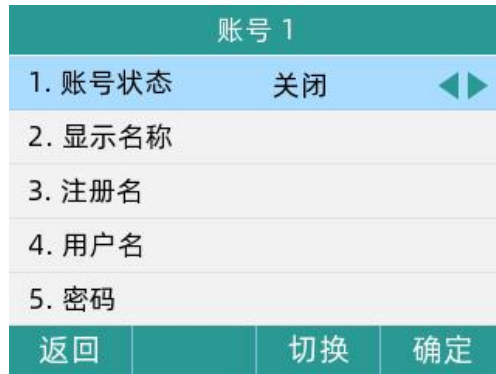 账号 1
1. 账号状态 关闭
2. 显示名称
3. 注册名
4. 用户名
5. 密码
返回 切换 确定